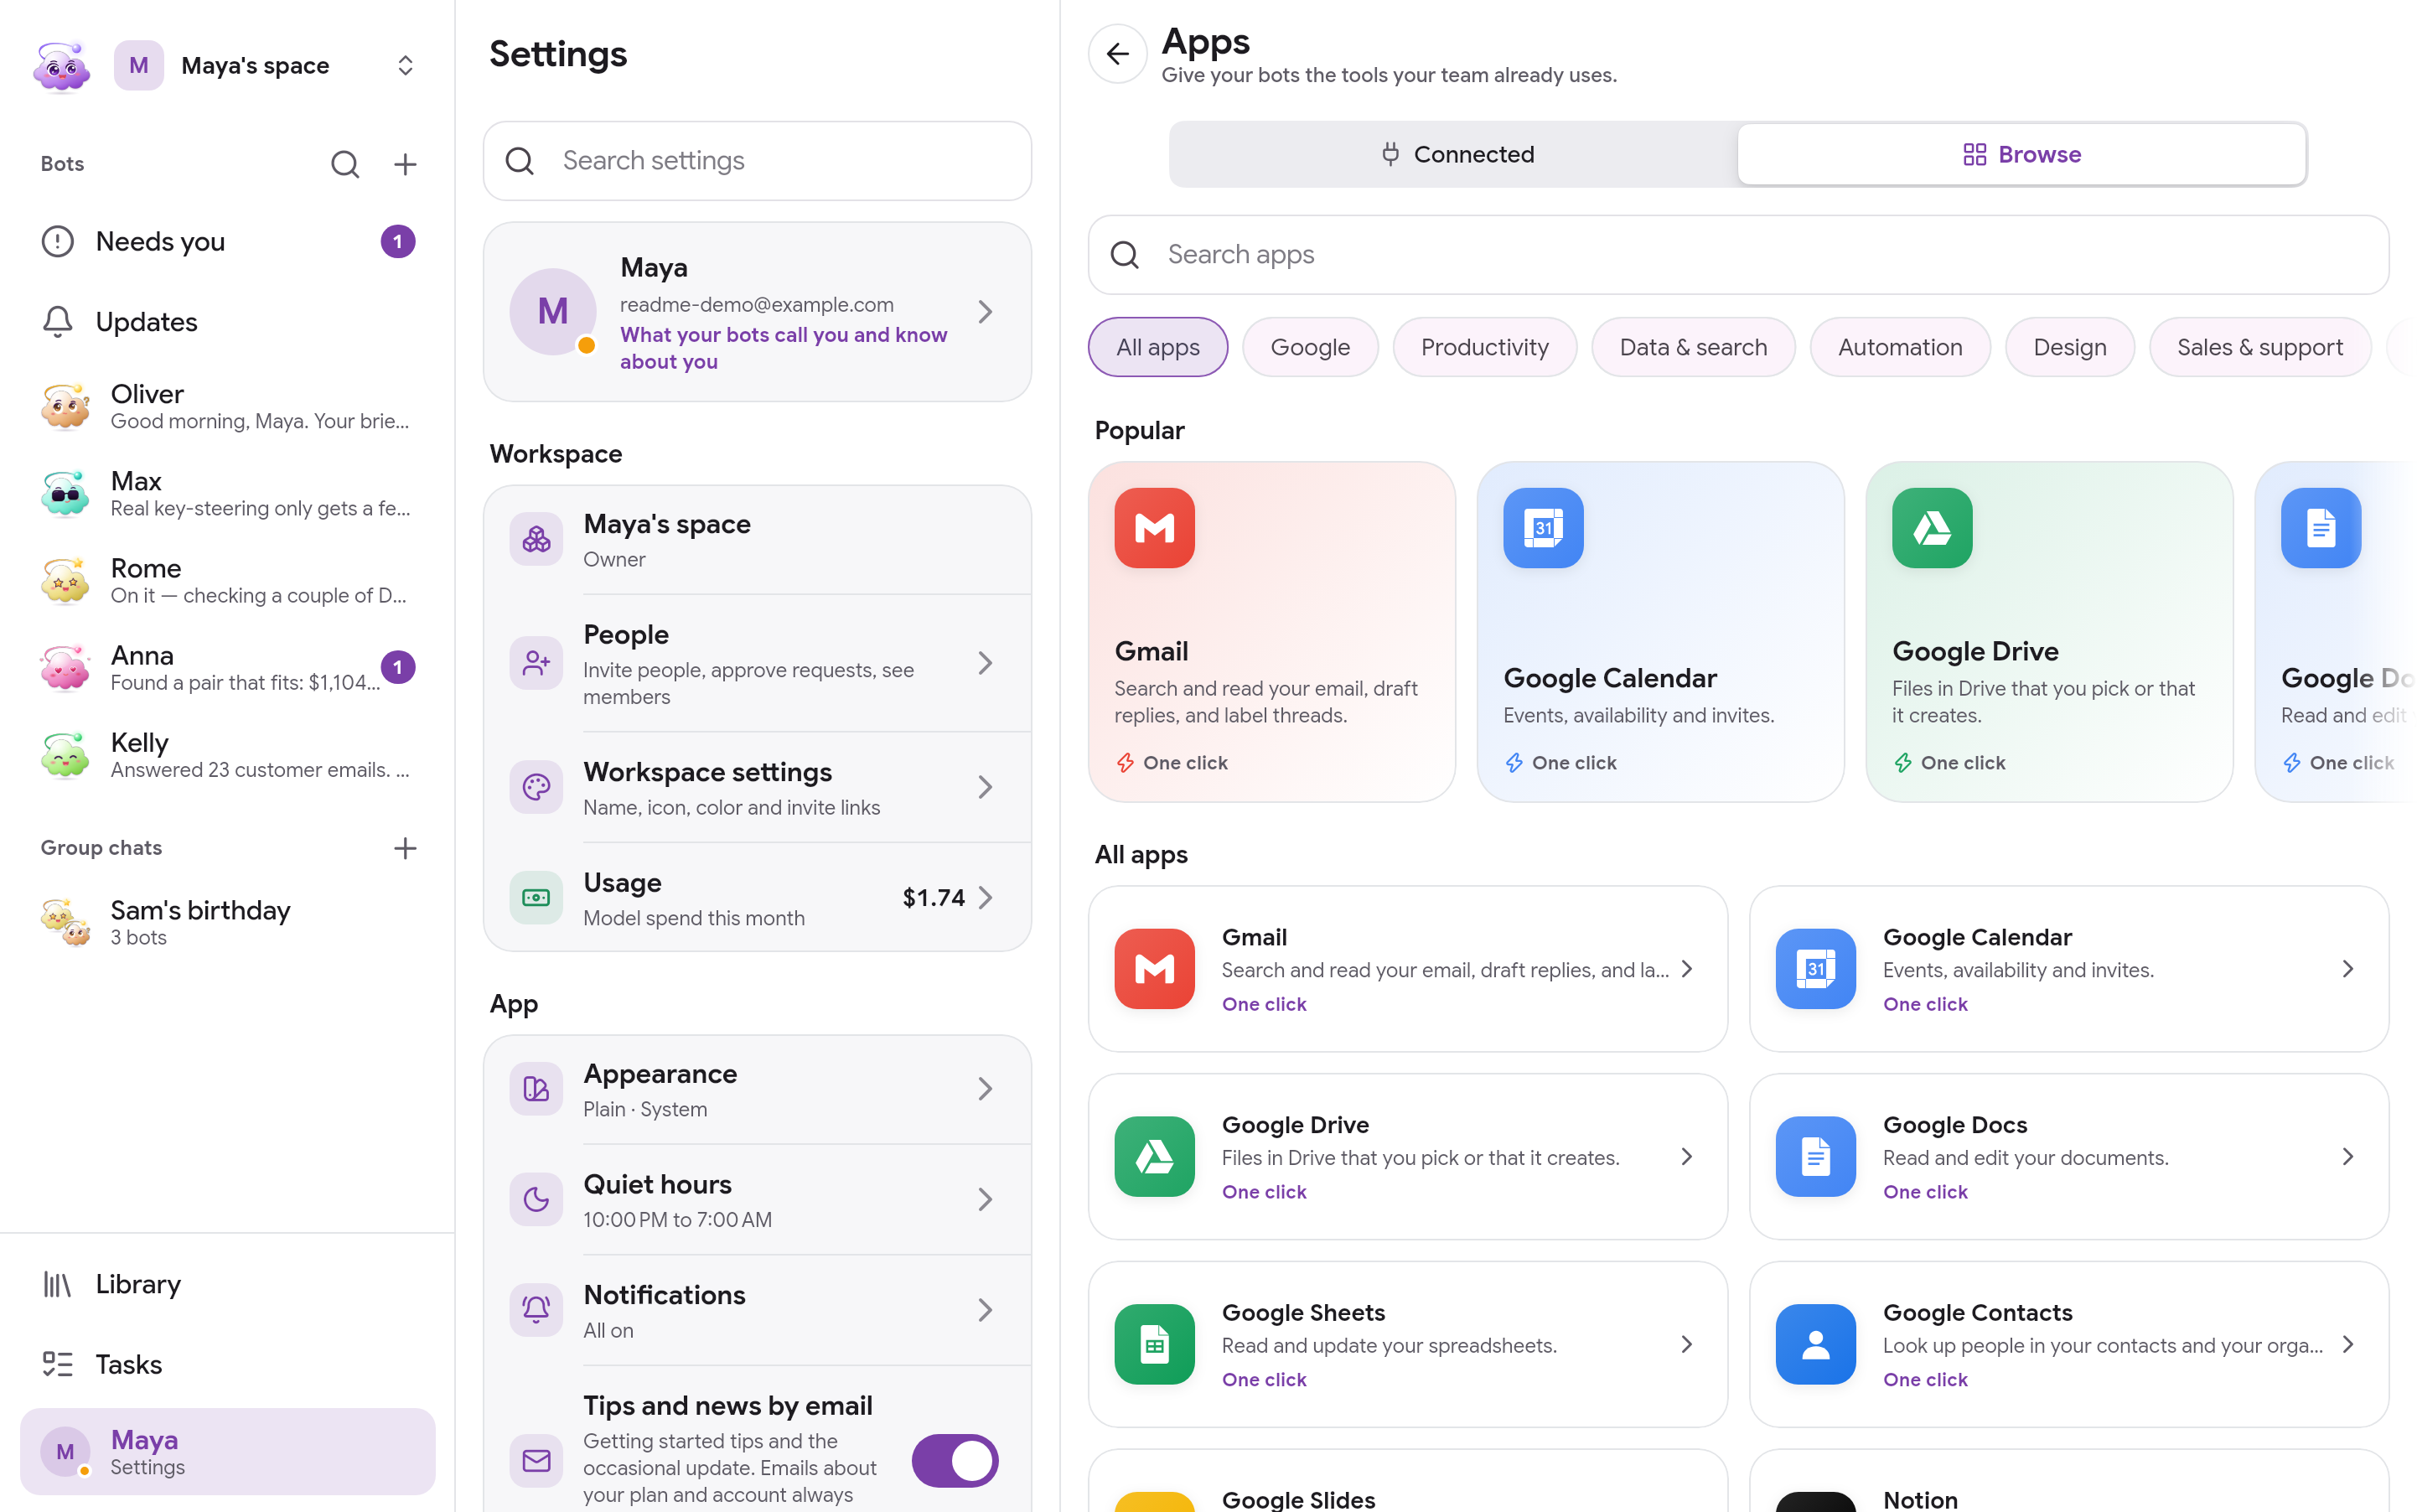 M
Maya's space
Bots
Needs you
1
Updates
Oliver
Good morning, Maya. Your brie...
Max
Real key-steering only gets a fe...
Rome
On it — checking a couple of D...
Anna
Found a pair that fits: $1,104...
1
Kelly
Answered 23 customer emails. ...
Group chats
Sam's birthday
3 bots
Library
Tasks
M
Maya
Settings
Settings
Search settings
M
Maya
readme-demo@example.com
What your bots call you and know
about you
Workspace
Maya's space
Owner
People
Invite people, approve requests, see
members
Workspace settings
Name, icon, color and invite links
Usage
Model spend this month
$1.74
App
Appearance
Plain · System
Quiet hours
10:00 PM to 7:00 AM
Notifications
All on
Tips and news by email
Getting started tips and the
occasional update. Emails about
your plan and account always
Apps
Give your bots the tools your team already uses.
Connected
Browse
Search apps
All apps
Google
Productivity
Data & search
Automation
Design
Sales & support
Popular
Gmail
Search and read your email, draft
replies, and label threads.
One click
31
Google Calendar
Events, availability and invites.
One click
Google Drive
Files in Drive that you pick or that
it creates.
One click
Google Do
Read and edit
One click
All apps
Gmail
Search and read your email, draft replies, and la...
One click
31
Google Calendar
Events, availability and invites.
One click
Google Drive
Files in Drive that you pick or that it creates.
One click
Google Docs
Read and edit your documents.
One click
Google Sheets
Read and update your spreadsheets.
One click
Google Contacts
Look up people in your contacts and your orga...
One click
Google Slides
Notion